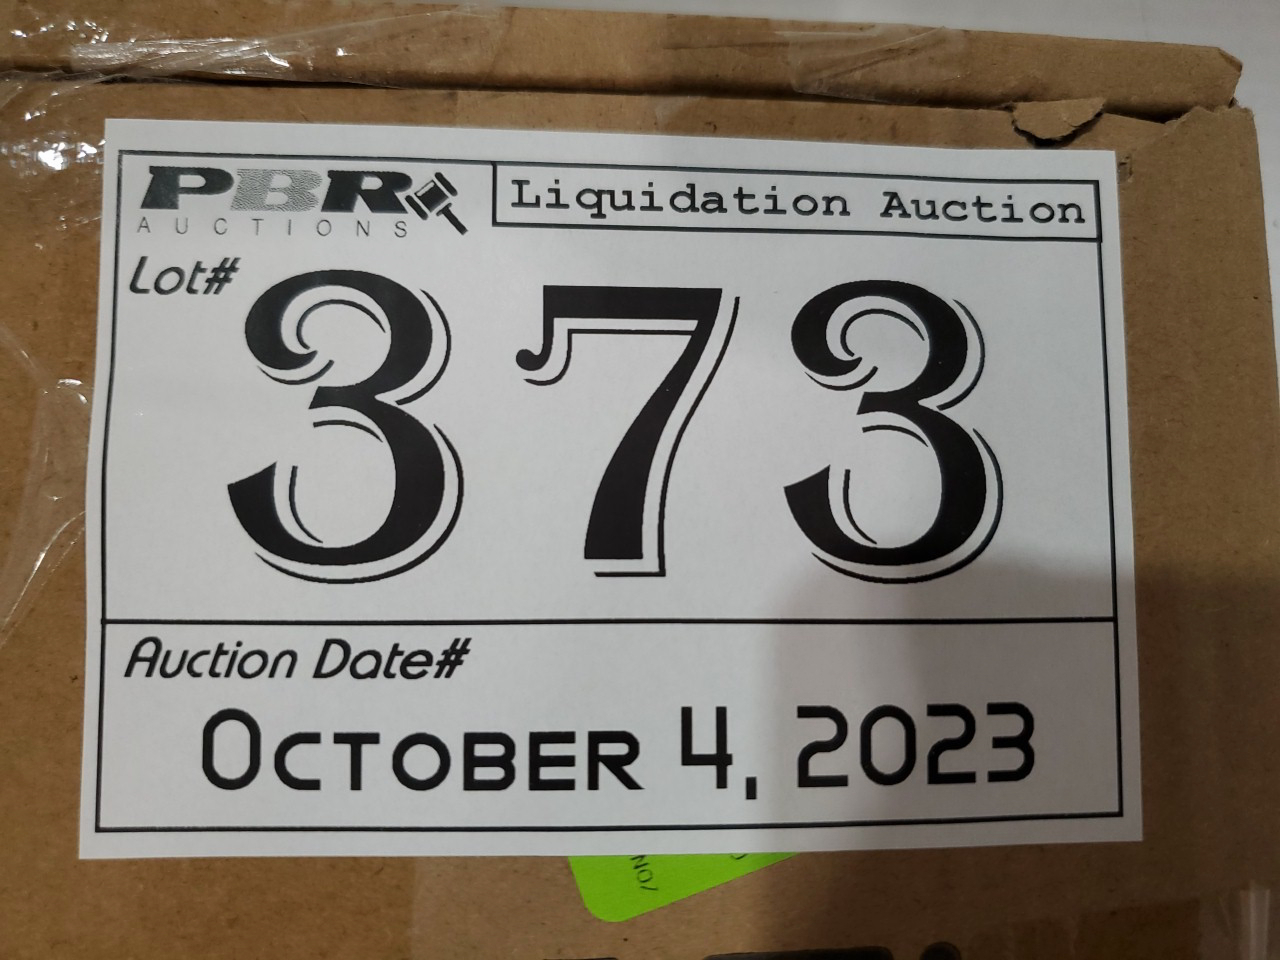 PBR
AUCTIONS
Liquidation Auction
Lot#
373
Auction Date#
October 4, 2023